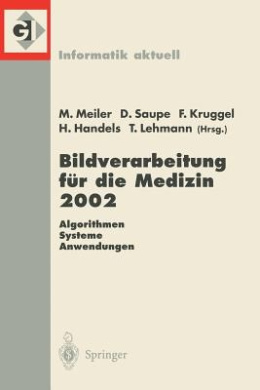 GI
Informatik aktuell
M. Meiler D. Saupe F. Kruggel
H. Handels T. Lehmann (Hrsg.)
Bildverarbeitung
für die Medizin
2002
Algorithmen
Systeme
Anwendungen
Springer